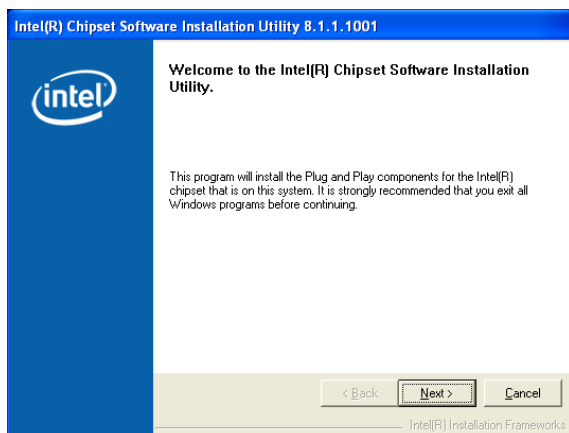 Intel(R) Chipset Software Installation Utility 8.1.1.1001
intel
Welcome to the Intel(R) Chipset Software Installation
Utility.
This program will install the Plug and Play components for the Intel(R)
chipset that is on this system. It is strongly recommended that you exit all
Windows programs before continuing.
< Back
Next >
Cancel
Intel(R) Installation Frameworks